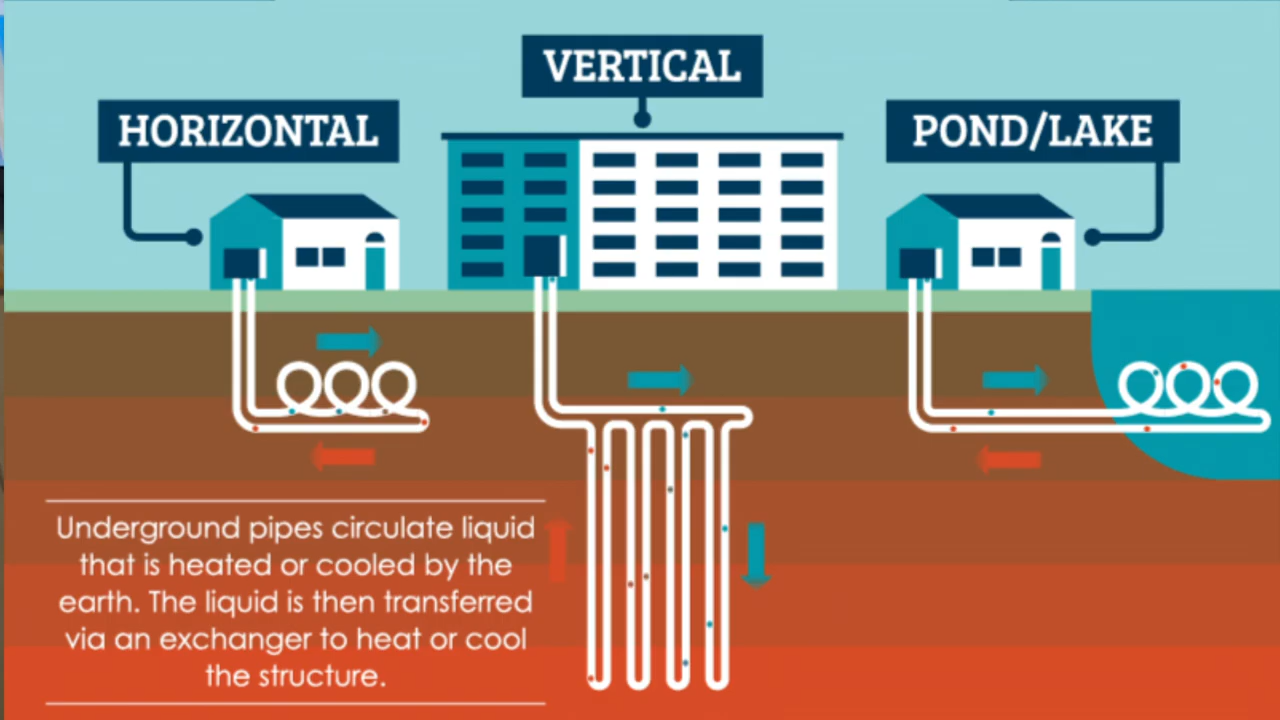 VERTICAL
HORIZONTAL
POND/LAKE
Underground pipes circulate liquid
that is heated or cooled by the
earth. The liquid is then transferred
via an exchanger to heat or cool
the structure.